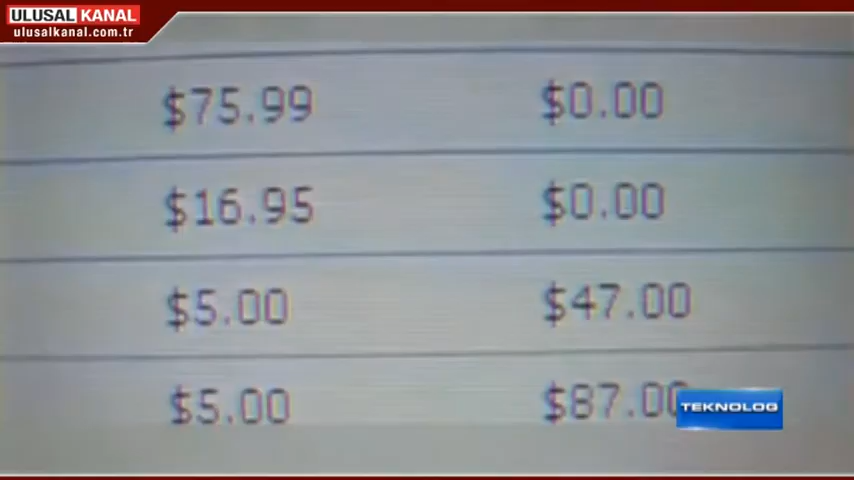 ULUSAL KANAL
ulusalkanal.com.tr
$75.99 $0.00
$16.95 $0.00
$5.00 $47.00
$5.00 $87.00
TEKNOLOG